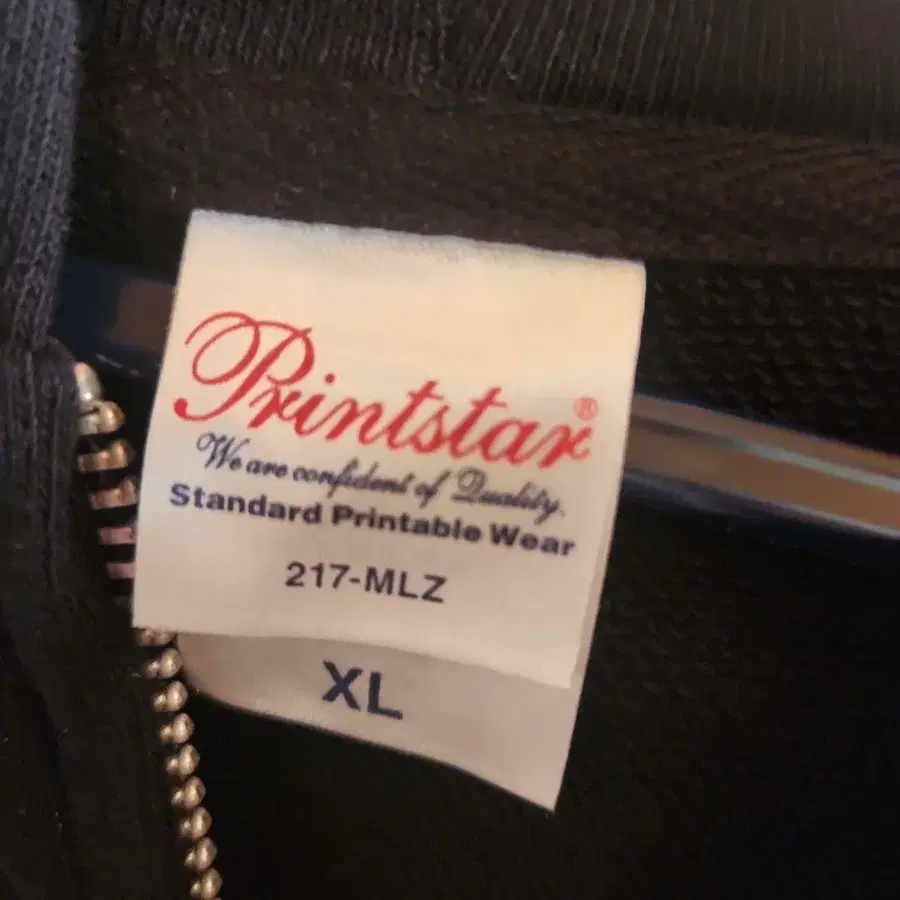 Printstar®
We are confident of Quality.
Standard Printable Wear
217-MLZ
XL